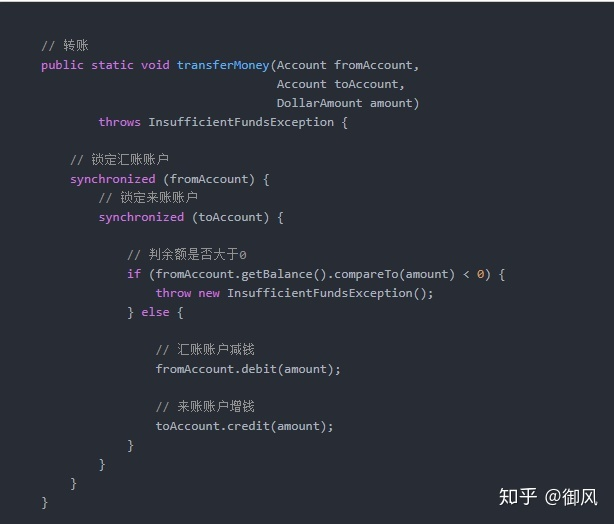 // 转账
public static void transferMoney(Account fromAccount,
                                 Account toAccount,
                                 DollarAmount amount)
        throws InsufficientFundsException {

    // 锁定汇账账户
    synchronized (fromAccount) {
        // 锁定来账账户
        synchronized (toAccount) {

            // 判余额是否大于0
            if (fromAccount.getBalance().compareTo(amount) < 0) {
                throw new InsufficientFundsException();
            } else {

                // 汇账账户减钱
                fromAccount.debit(amount);

                // 来账账户增钱
                toAccount.credit(amount);
            }
        }
    }
}
知乎 @御风